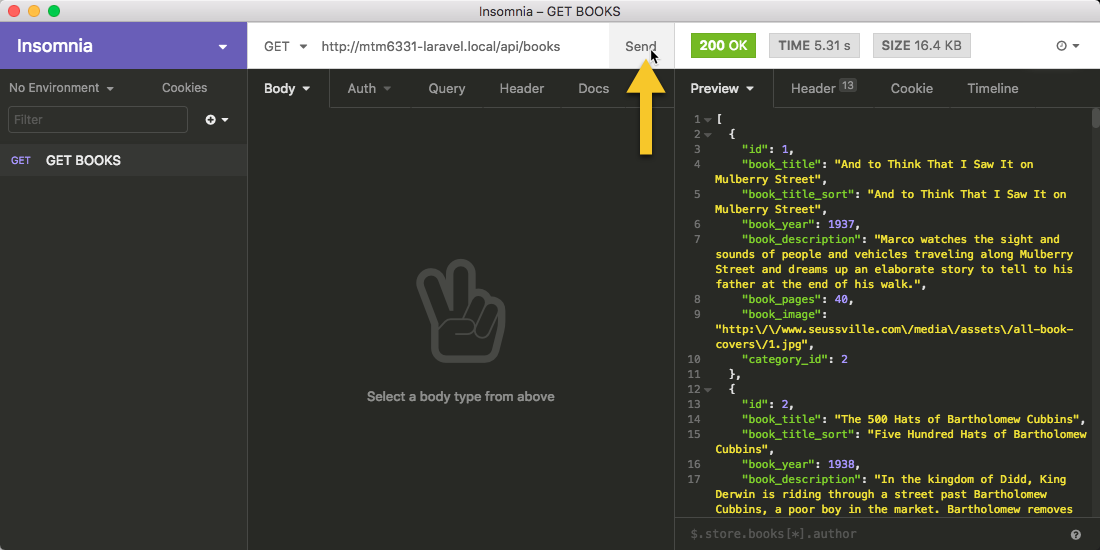 Insomnia – GET BOOKS
Insomnia
GET http://mtm6331-laravel.local/api/books Send
200 OK TIME 5.31 s SIZE 16.4 KB
No Environment Cookies
Filter
GET GET BOOKS
Body Auth Query Header Docs
Select a body type from above
Preview Header 13 Cookie Timeline
1 [
2 {
3 "id": 1,
4 "book_title": "And to Think That I Saw It on
Mulberry Street",
5 "book_title_sort": "And to Think That I Saw It on
Mulberry Street",
6 "book_year": 1937,
7 "book_description": "Marco watches the sight and
sounds of people and vehicles traveling along Mulberry
Street and dreams up an elaborate story to tell to his
father at the end of his walk.",
8 "book_pages": 40,
9 "book_image":
"http:\/\/www.seussville.com\/media\/assets\/all-book-
covers\/1.jpg",
10 "category_id": 2
11 },
12 {
13 "id": 2,
14 "book_title": "The 500 Hats of Bartholomew Cubbins",
15 "book_title_sort": "Five Hundred Hats of Bartholomew
Cubbins",
16 "book_year": 1938,
17 "book_description": "In the kingdom of Didd, King
Derwin is riding through a street past Bartholomew
Cubbins, a poor boy in the market. Bartholomew removes
$.store.books[*].author